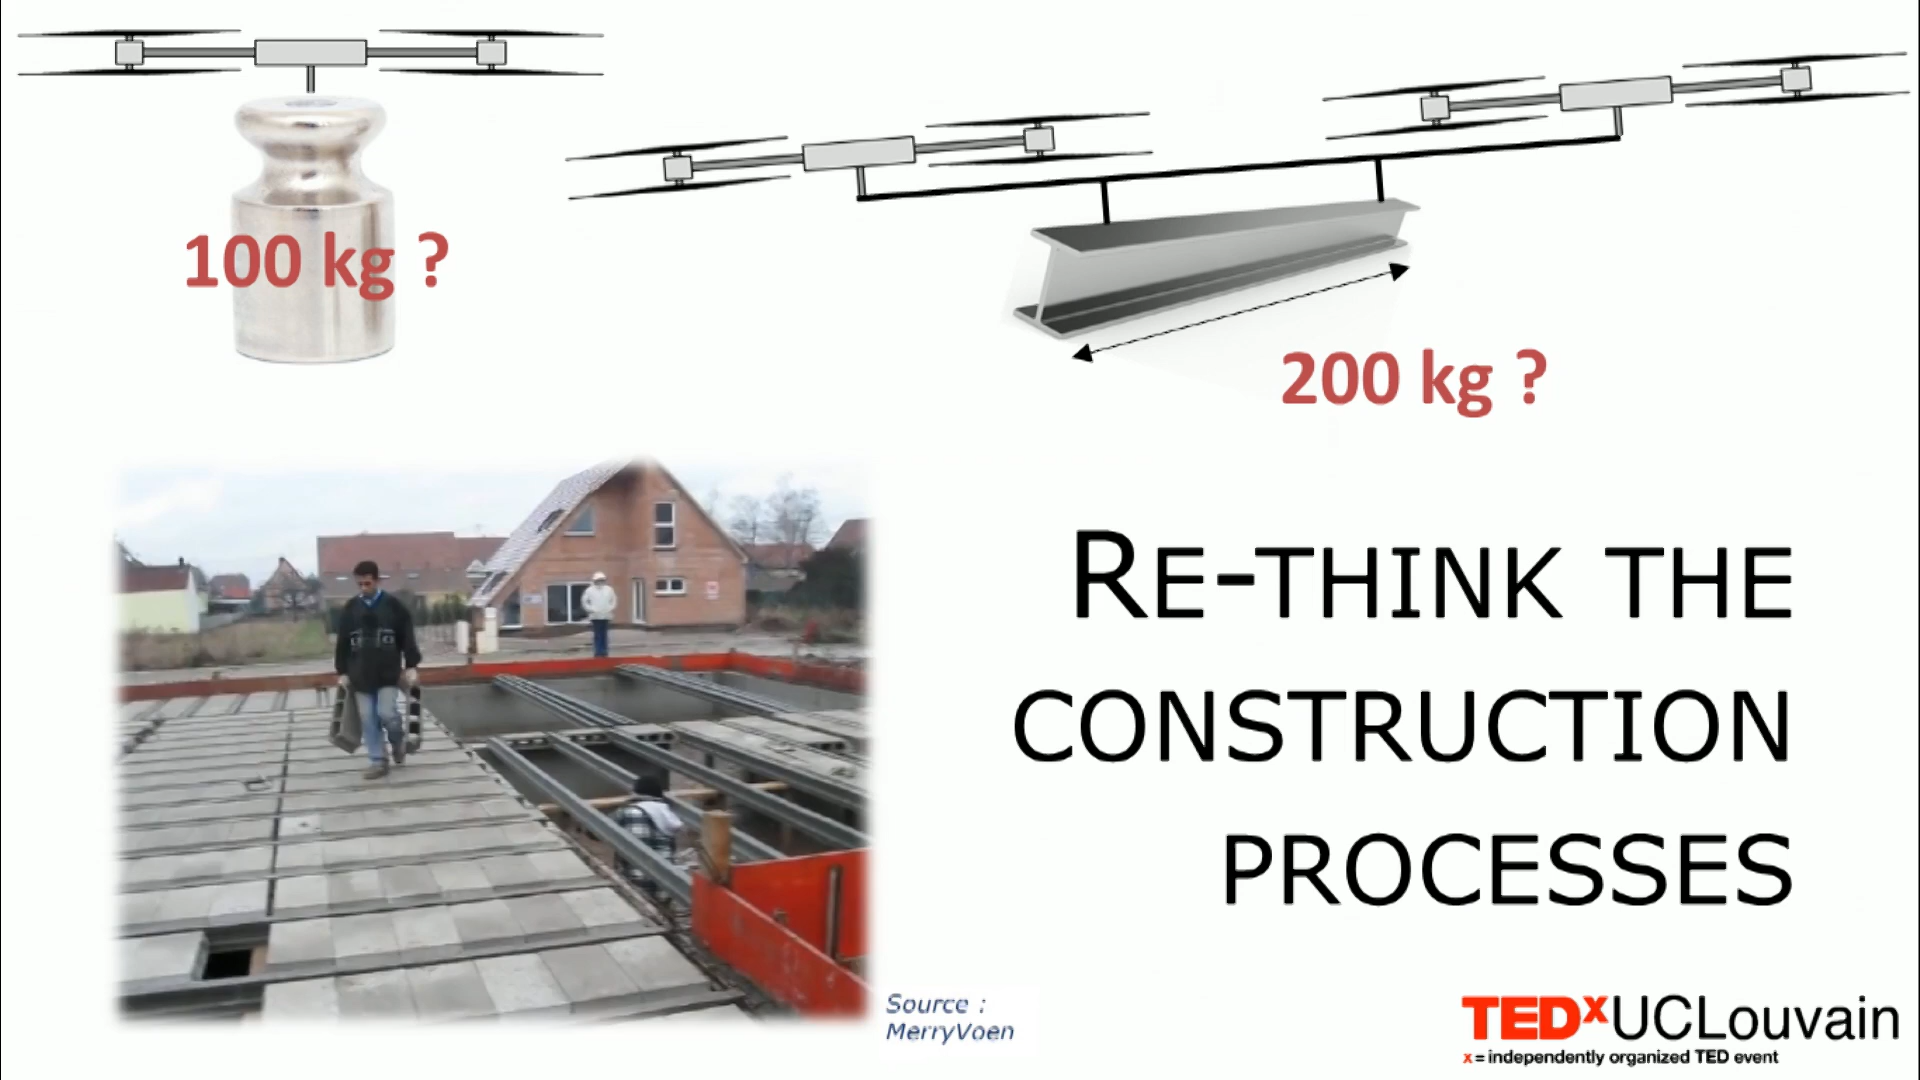 100 kg ?
200 kg ?
RE-THINK THE
CONSTRUCTION
PROCESSES
Source :
MerryVoen
TEDxUCLouvain
x = independently organized TED event